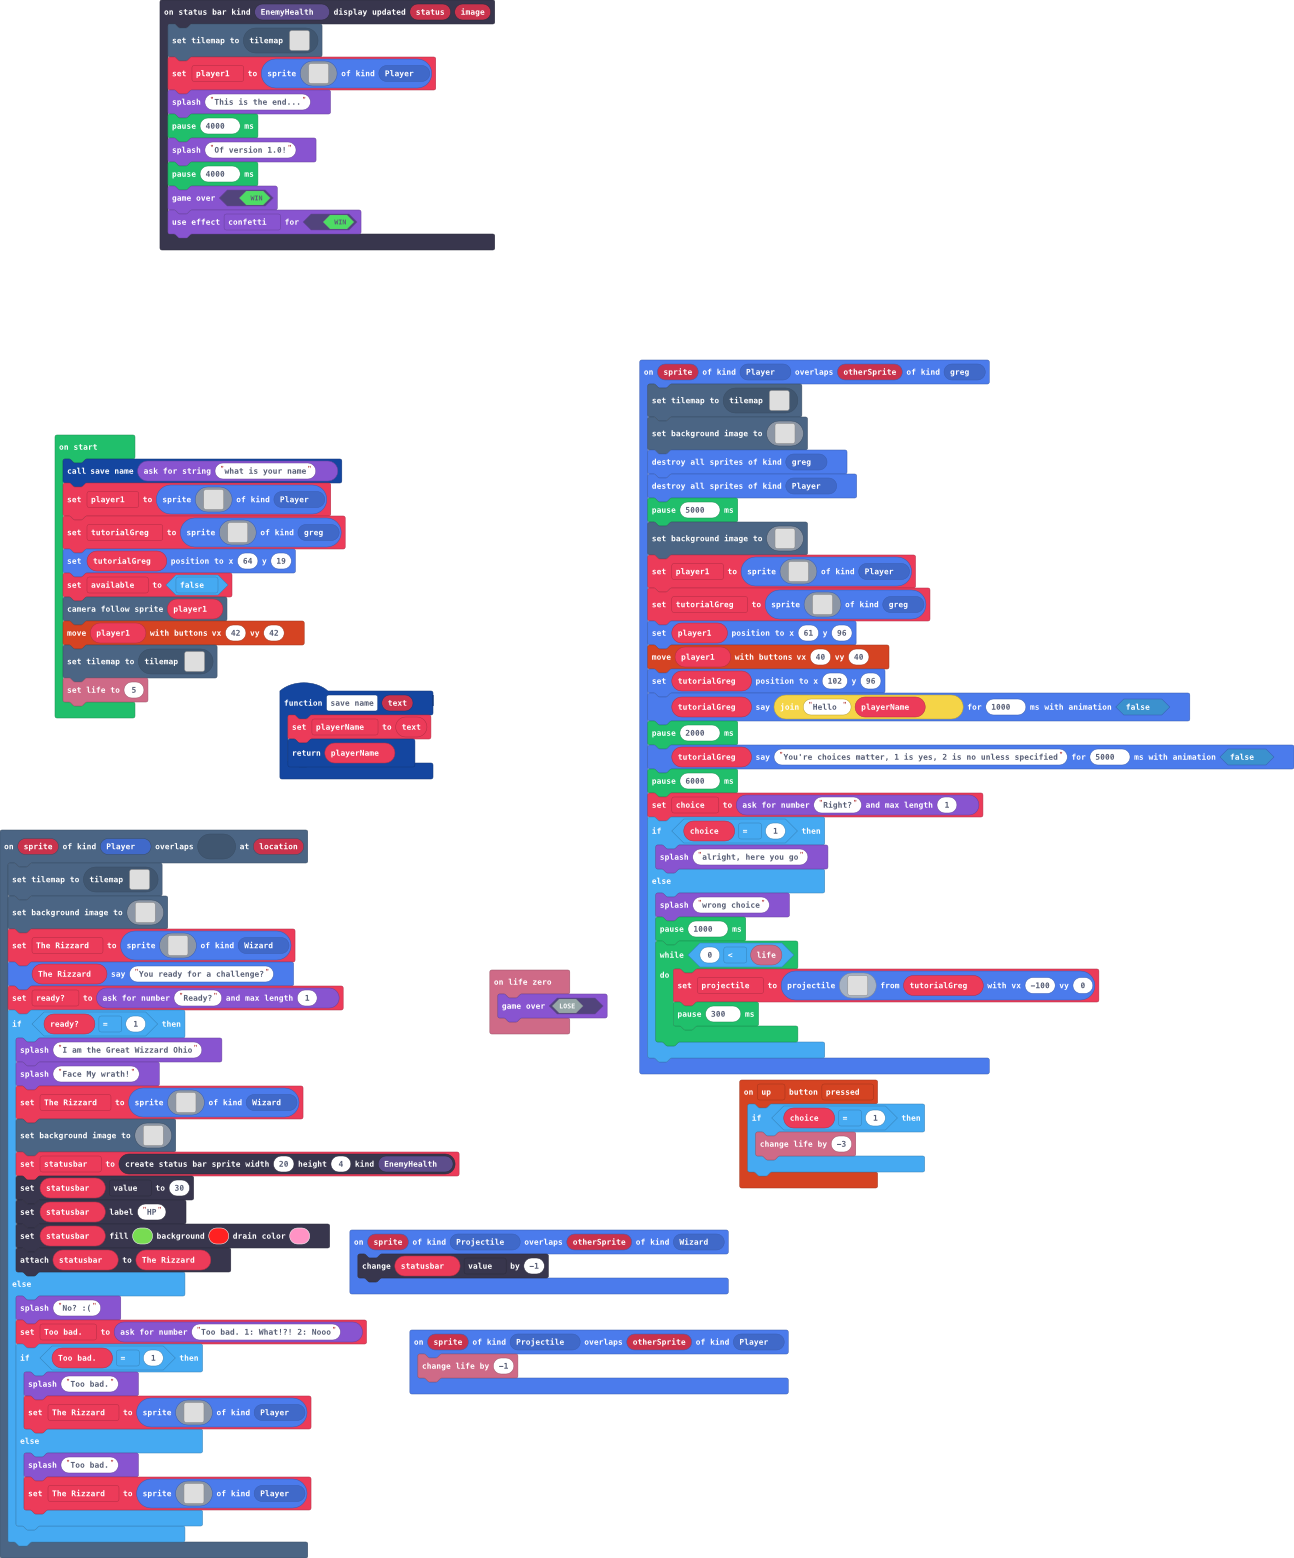 on status bar kind EnemyHealth display updated status image
set tilemap to tilemap
set player1 to sprite of kind Player
splash "This is the end..."
pause 4000 ms
splash "Of version 1.0!"
pause 4000 ms
game over WIN
use effect confetti for WIN
on start
call save name ask for string "what is your name"
set player1 to sprite of kind Player
set tutorialGreg to sprite of kind greg
set tutorialGreg position to x 64 y 19
set available to false
camera follow sprite player1
move player1 with buttons vx 42 vy 42
set tilemap to tilemap
set life to 5
function save name text
set playerName to text
return playerName
on sprite of kind Player overlaps otherSprite of kind greg
set tilemap to tilemap
set background image to
destroy all sprites of kind greg
destroy all sprites of kind Player
pause 5000 ms
set background image to
set player1 to sprite of kind Player
set tutorialGreg to sprite of kind greg
set player1 position to x 61 y 96
move player1 with buttons vx 40 vy 40
set tutorialGreg position to x 102 y 96
tutorialGreg say join "Hello " playerName for 1000 ms with animation false
pause 2000 ms
tutorialGreg say "You're choices matter, 1 is yes, 2 is no unless specified" for 5000 ms with animation false
pause 6000 ms
set choice to ask for number "Right?" and max length 1
if choice = 1 then
splash "alright, here you go"
else
splash "wrong choice"
pause 1000 ms
while 0 < life
do set projectile to projectile from tutorialGreg with vx -100 vy 0
pause 300 ms
on sprite of kind Player overlaps at location
set tilemap to tilemap
set background image to
set The Rizzard to sprite of kind Wizard
The Rizzard say "You ready for a challenge?"
set ready? to ask for number "Ready?" and max length 1
if ready? = 1 then
splash "I am the Great Wizzard Ohio"
splash "Face My wrath!"
set The Rizzard to sprite of kind Wizard
set background image to
set statusbar to create status bar sprite width 20 height 4 kind EnemyHealth
set statusbar value to 30
set statusbar label "HP"
set statusbar fill background drain color
attach statusbar to The Rizzard
else
splash "No? :("
set Too bad. to ask for number "Too bad. 1: What!?! 2: Nooo"
if Too bad. = 1 then
splash "Too bad."
set The Rizzard to sprite of kind Player
else
splash "Too bad."
set The Rizzard to sprite of kind Player
on life zero
game over LOSE
on up button pressed
if choice = 1 then
change life by -3
on sprite of kind Projectile overlaps otherSprite of kind Wizard
change statusbar value by -1
on sprite of kind Projectile overlaps otherSprite of kind Player
change life by -1